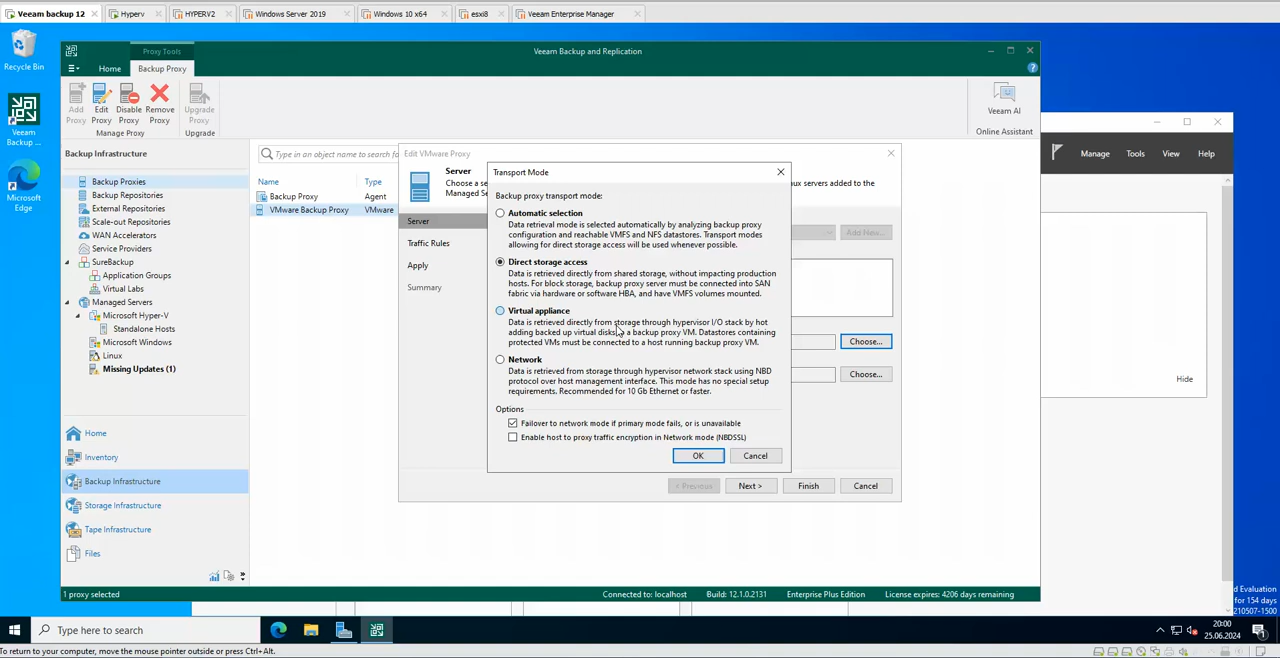 Veeam backup 12
Hyperv
HYPERV2
Windows Server 2019
Windows 10 x64
esxi8
Veeam Enterprise Manager
Recycle Bin
Veeam
Backup ...
Microsoft
Edge
Proxy Tools
Veeam Backup and Replication
Home
Backup Proxy
Add
Proxy
Edit
Proxy
Disable
Proxy
Remove
Proxy
Upgrade
Proxy
Manage Proxy
Upgrade
Veeam AI
Online Assistant
Backup Infrastructure
Backup Proxies
Backup Repositories
External Repositories
Scale-out Repositories
WAN Accelerators
Service Providers
SureBackup
Application Groups
Virtual Labs
Managed Servers
Microsoft Hyper-V
Standalone Hosts
Microsoft Windows
Linux
Missing Updates (1)
Home
Inventory
Backup Infrastructure
Storage Infrastructure
Tape Infrastructure
Files
Type in an object name to search fo
Name
Type
Backup Proxy
Agent
VMware Backup Proxy
VMware
Edit VMware Proxy
Server
Choose a se
ux servers added to the
Managed Se
Server
Traffic Rules
Apply
Summary
Add New...
Choose...
Choose...
< Previous
Next >
Finish
Cancel
Transport Mode
Backup proxy transport mode:
Automatic selection
Data retrieval mode is selected automatically by analyzing backup proxy
configuration and reachable VMFS and NFS datastores. Transport modes
allowing for direct storage access will be used whenever possible.
Direct storage access
Data is retrieved directly from shared storage, without impacting production
hosts. For block storage, backup proxy server must be connected into SAN
fabric via hardware or software HBA, and have VMFS volumes mounted.
Virtual appliance
Data is retrieved directly from storage through hypervisor I/O stack by hot
adding backed up virtual disks to a backup proxy VM. Datastores containing
protected VMs must be connected to a host running backup proxy VM.
Network
Data is retrieved from storage through hypervisor network stack using NBD
protocol over host management interface. This mode has no special setup
requirements. Recommended for 10 Gb Ethernet or faster.
Options
Failover to network mode if primary mode fails, or is unavailable
Enable host to proxy traffic encryption in Network mode (NBDSSL)
OK
Cancel
Manage
Tools
View
Help
Hide
1 proxy selected
Connected to: localhost
Build: 12.1.0.2131
Enterprise Plus Edition
License expires: 4206 days remaining
d Evaluation
for 154 days
210507-1500
Type here to search
20:00
25.06.2024
To return to your computer, move the mouse pointer outside or press Ctrl+Alt.